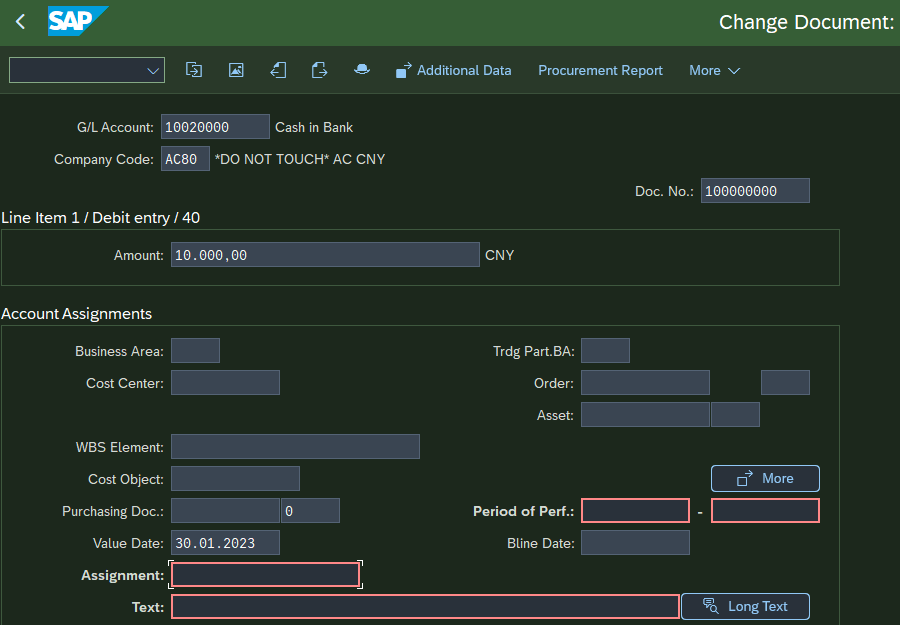 SAP
Change Document:
Additional Data Procurement Report More
G/L Account: 10020000 Cash in Bank
Company Code: AC80 *DO NOT TOUCH* AC CNY
Doc. No.: 100000000
Line Item 1 / Debit entry / 40
Amount: 10.000,00 CNY
Account Assignments
Business Area: Trdg Part.BA:
Cost Center: Order:
Asset:
WBS Element:
Cost Object: More
Purchasing Doc.: 0 Period of Perf.: -
Value Date: 30.01.2023 Bline Date:
Assignment:
Text: Long Text